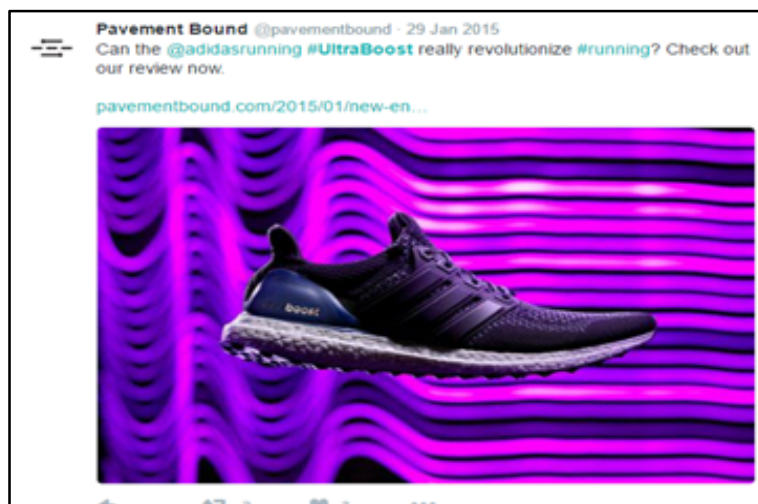 Pavement Bound @pavementbound · 29 Jan 2015
Can the @adidasrunning #UltraBoost really revolutionize #running? Check out
our review now.
pavementbound.com/2015/01/new-en...
boost